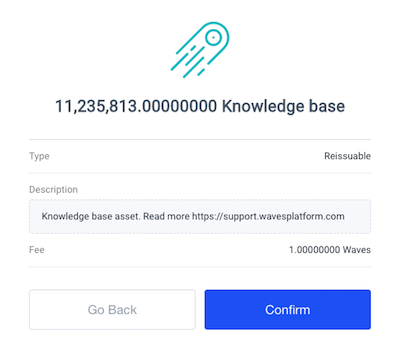 11,235,813.00000000 Knowledge base
Type Reissuable
Description
Knowledge base asset. Read more https://support.wavesplatform.com
Fee 1.00000000 Waves
Go Back Confirm